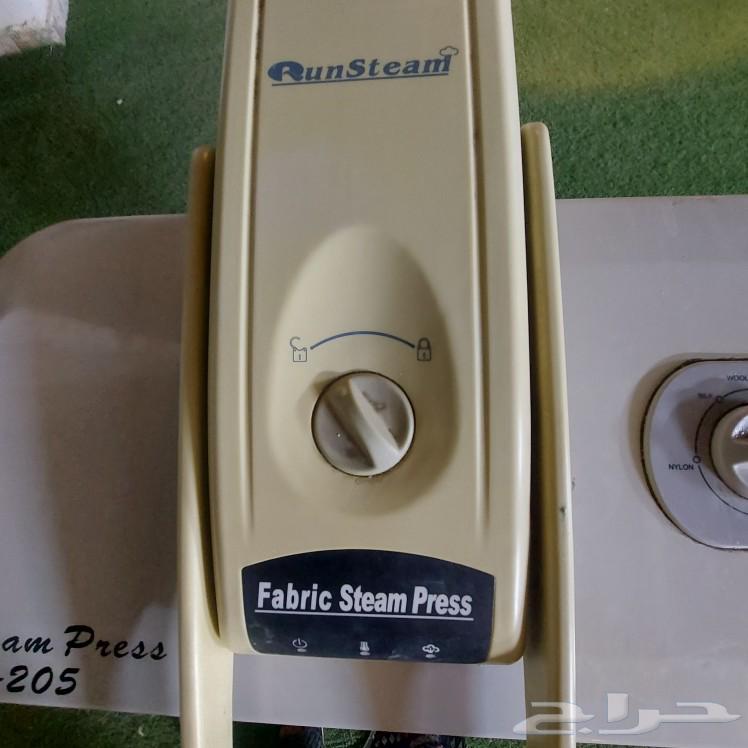 RunSteam
WOOL
SILK
NYLON
Fabric Steam Press
am Press
-205
حراج